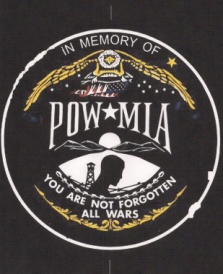 IN MEMORY OF
POW★MIA
YOU ARE NOT FORGOTTEN
ALL WARS